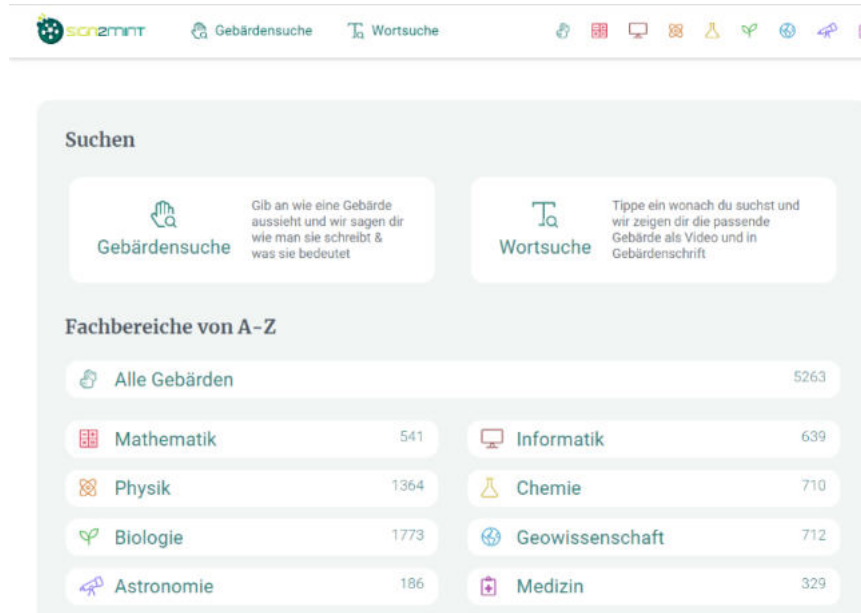 sign2mint Gebärdensuche Wortsuche
Suchen
Gebärdensuche
Gib an wie eine Gebärde
aussieht und wir sagen dir
wie man sie schreibt &
was sie bedeutet
Wortsuche
Tippe ein wonach du suchst und
wir zeigen dir die passende
Gebärde als Video und in
Gebärdenschrift
Fachbereiche von A-Z
Alle Gebärden 5263
Mathematik 541
Informatik 639
Physik 1364
Chemie 710
Biologie 1773
Geowissenschaft 712
Astronomie 186
Medizin 329